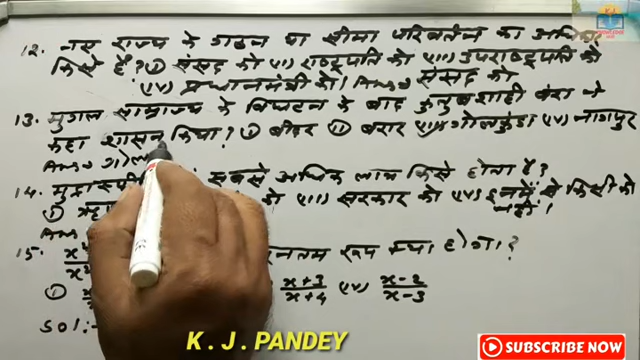 12. नए राज्य के गठन या सीमा परिवर्तन का अधिकार
किसे है? (i) संसद को (ii) राष्ट्रपति को (iii) उपराष्ट्रपति को
(iv) प्रधानमंत्री को। Ans संसद को
13. मुगल साम्राज्य के विघटन के बाद कुतुबशाही वंश ने
कहा शासन किया? (i) बीदर (ii) बरार (iii) गोलकुंडा (iv) नागपुर
Ans गोल
14. मुद्रास्फी सबसे अधिक लाभ किसे होता है?
(i) को (iii) सरकार को (iv) इनमें से किसी को
नहीं।
Ans
15. रूप क्या होगा?
(i) x+3/x+4 (iv) x-2/x-3
Sol:-
K . J . PANDEY
SUBSCRIBE NOW